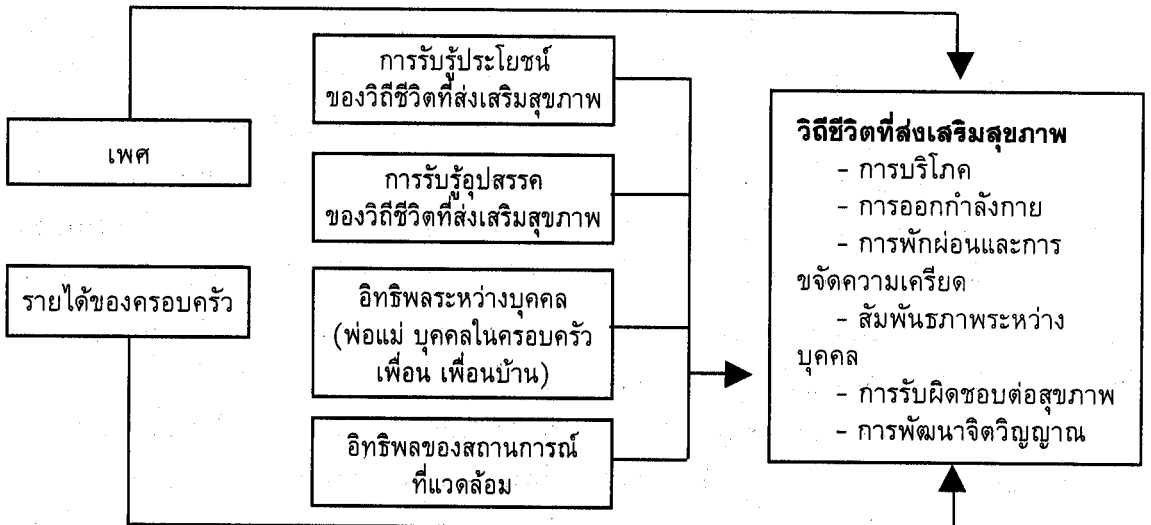 เพศ
รายได้ของครอบครัว
การรับรู้ประโยชน์
ของวิถีชีวิตที่ส่งเสริมสุขภาพ
การรับรู้อุปสรรค
ของวิถีชีวิตที่ส่งเสริมสุขภาพ
อิทธิพลระหว่างบุคคล
(พ่อแม่ บุคคลในครอบครัว
เพื่อน เพื่อนบ้าน)
อิทธิพลของสถานการณ์
ที่แวดล้อม
วิถีชีวิตที่ส่งเสริมสุขภาพ
- การบริโภค
- การออกกำลังกาย
- การพักผ่อนและการ
ขจัดความเครียด
- สัมพันธภาพระหว่าง
บุคคล
- การรับผิดชอบต่อสุขภาพ
- การพัฒนาจิตวิญญาณ